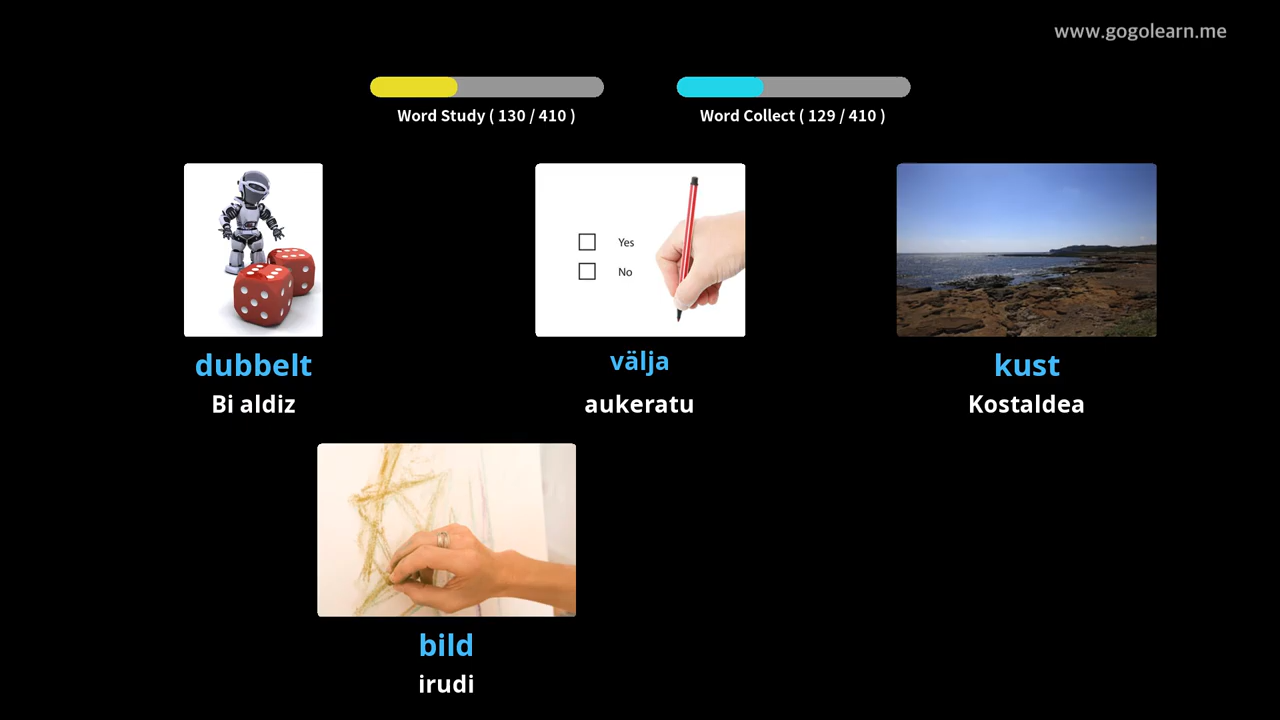 www.gogolearn.me
Word Study ( 130 / 410 )
Word Collect ( 129 / 410 )
Yes
No
dubbelt
välja
kust
Bi aldiz
aukeratu
Kostaldea
bild
irudi